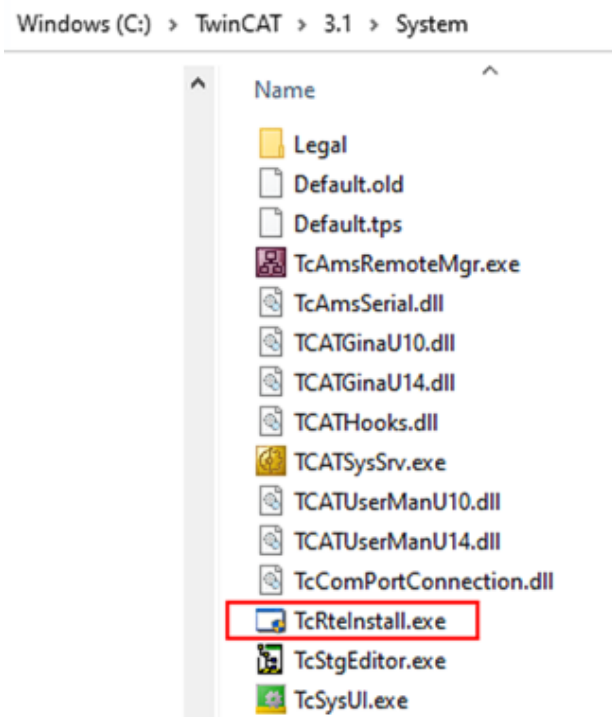 Windows (C:) > TwinCAT > 3.1 > System
Name
Legal
Default.old
Default.tps
TcAmsRemoteMgr.exe
TcAmsSerial.dll
TCATGinaU10.dll
TCATGinaU14.dll
TCATHooks.dll
TCATSysSrv.exe
TCATUserManU10.dll
TCATUserManU14.dll
TcComPortConnection.dll
TcRteInstall.exe
TcStgEditor.exe
TcSysUI.exe